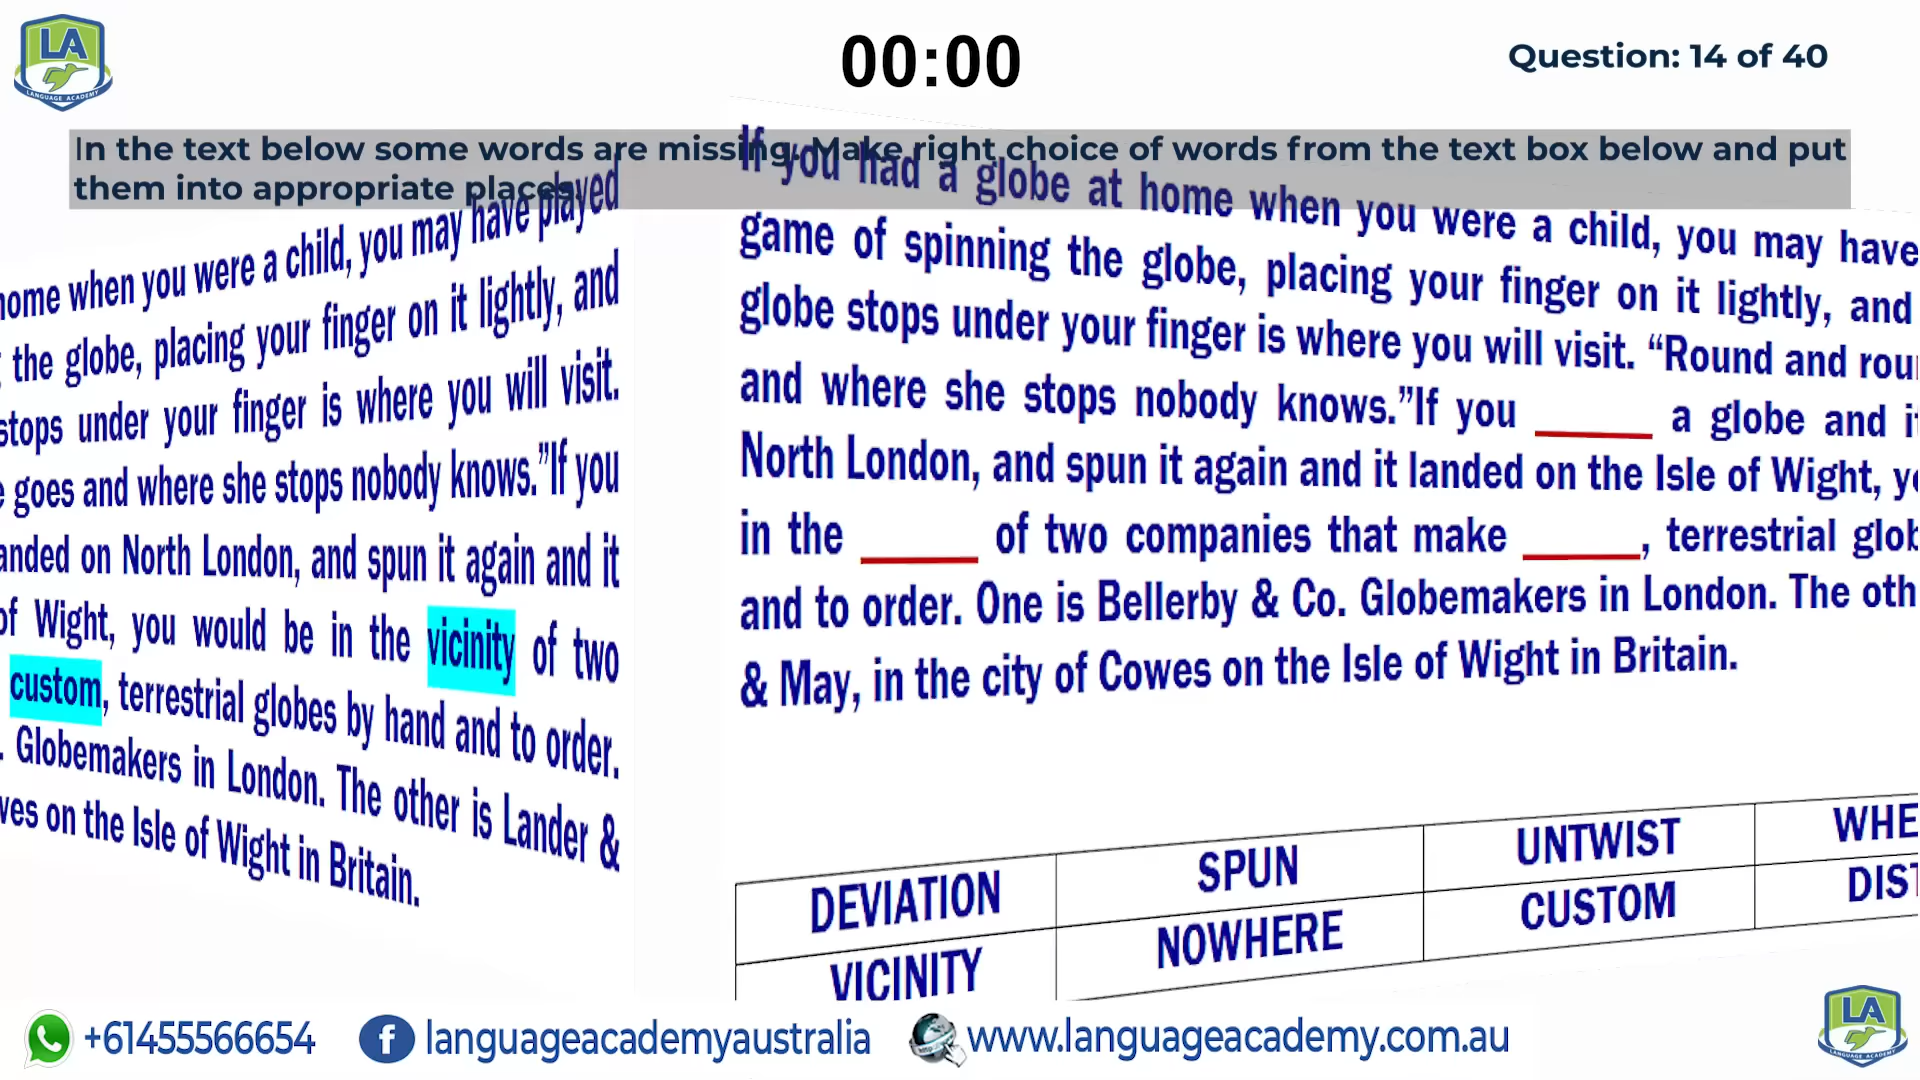 LA
LANGUAGE ACADEMY
00:00
Question: 14 of 40
In the text below some words are missing. Make right choice of words from the text box below and put
them into appropriate places.
home when you were a child, you may have played
the globe, placing your finger on it lightly, and
stops under your finger is where you will visit.
goes and where she stops nobody knows.”If you
landed on North London, and spun it again and it
of Wight, you would be in the vicinity of two
custom, terrestrial globes by hand and to order.
. Globemakers in London. The other is Lander &
on the Isle of Wight in Britain.
If you had a globe at home when you were a child, you may have
game of spinning the globe, placing your finger on it lightly, and
globe stops under your finger is where you will visit. “Round and
and where she stops nobody knows.”If you _____ a globe and
North London, and spun it again and it landed on the Isle of Wight,
in the _____ of two companies that make _____, terrestrial
and to order. One is Bellerby & Co. Globemakers in London. The
& May, in the city of Cowes on the Isle of Wight in Britain.
DEVIATION SPUN UNTWIST WHE
VICINITY NOWHERE CUSTOM DIST
+61455566654 languageacademyaustralia www.languageacademy.com.au
LA